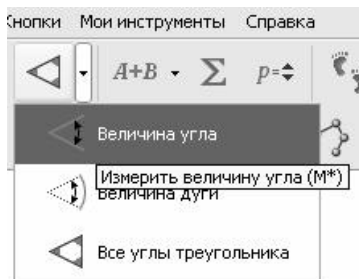 Кнопки Мои инструменты Справка
A+B Σ p=
Величина угла
Измерить величину угла (M*)
Величина дуги
Все углы треугольника